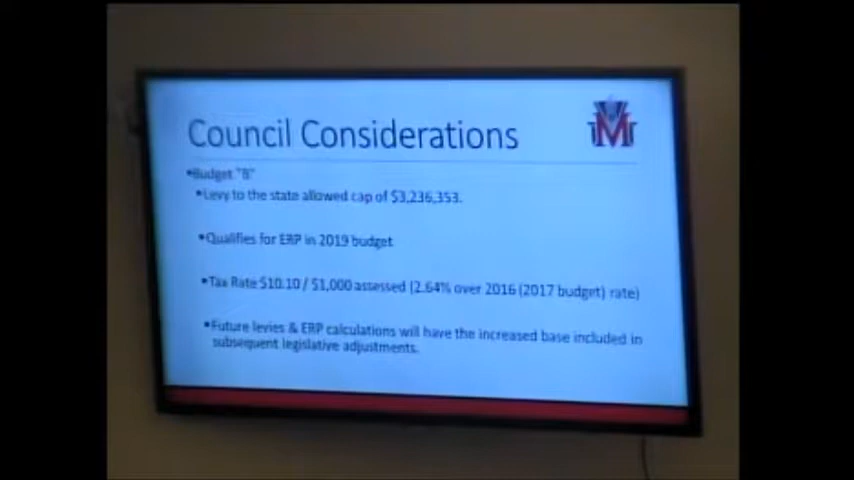 Council Considerations
•Budget "B"
•Levy to the state allowed cap of $3,236,353.
•Qualifies for ERP in 2019 budget
•Tax Rate $10.10 / $1,000 assessed (2.64% over 2016 (2017 budget) rate)
•Future levies & ERP calculations will have the increased base included in
subsequent legislative adjustments.